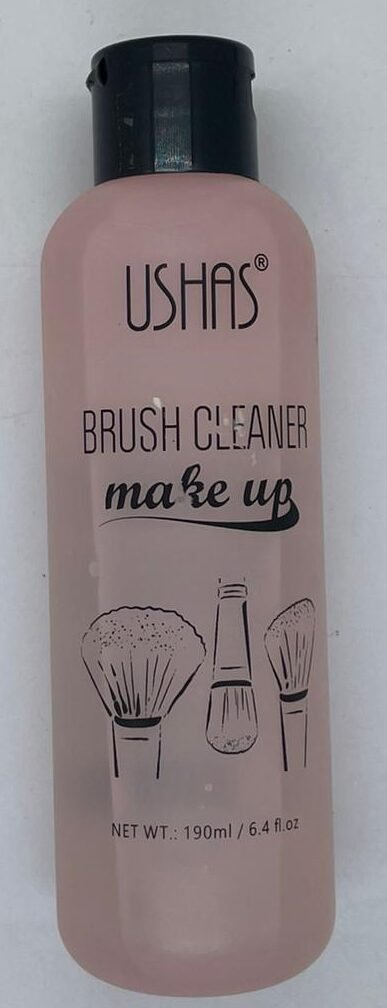 USHAS®
BRUSH CLEANER
make up
NET WT.: 190ml / 6.4 fl.oz